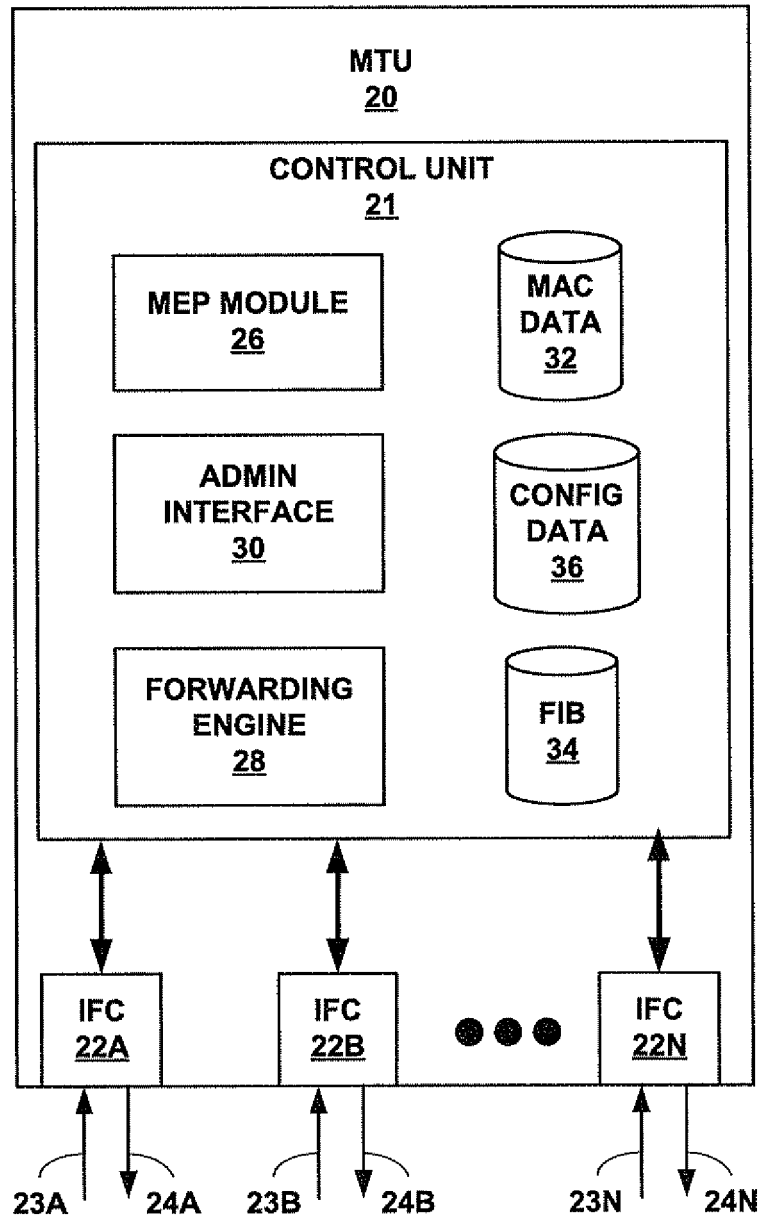 MTU
20
CONTROL UNIT
21
MEP MODULE
26
MAC
DATA
32
ADMIN
INTERFACE
30
CONFIG
DATA
36
FORWARDING
ENGINE
28
FIB
34
IFC
22A
IFC
22B
IFC
22N
23A
24A
23B
24B
23N
24N